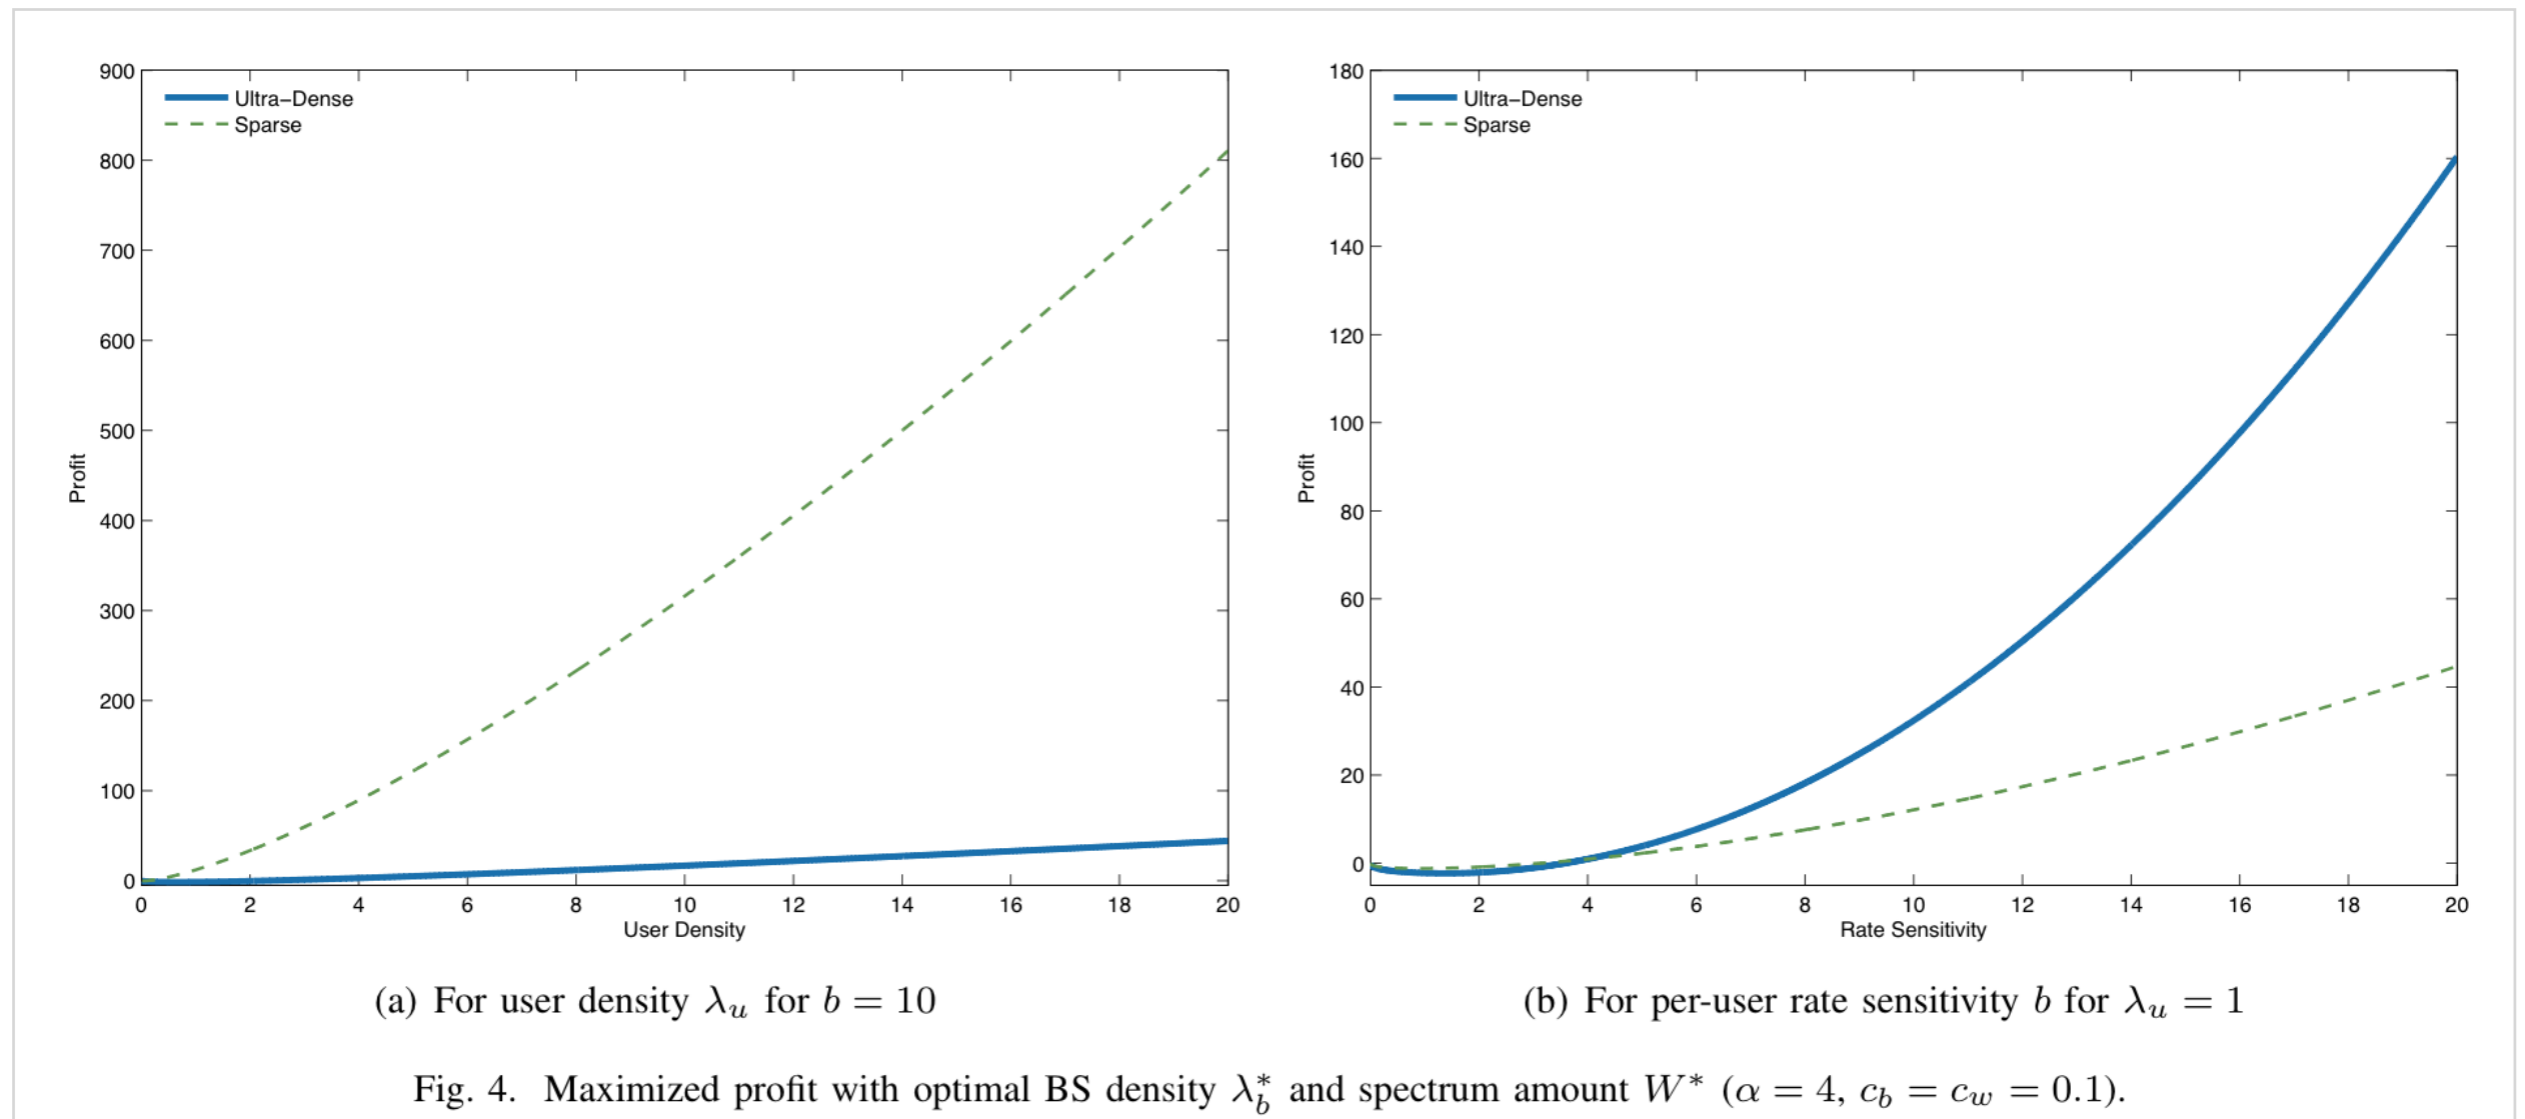 900
800
700
600
500
400
300
200
100
0
Profit
Ultra-Dense
Sparse
0 2 4 6 8 10 12 14 16 18 20
User Density
(a) For user density λ_u for b = 10
180
160
140
120
100
80
60
40
20
0
Profit
Ultra-Dense
Sparse
0 2 4 6 8 10 12 14 16 18 20
Rate Sensitivity
(b) For per-user rate sensitivity b for λ_u = 1
Fig. 4. Maximized profit with optimal BS density λ_b^* and spectrum amount W^* (α = 4, c_b = c_w = 0.1).